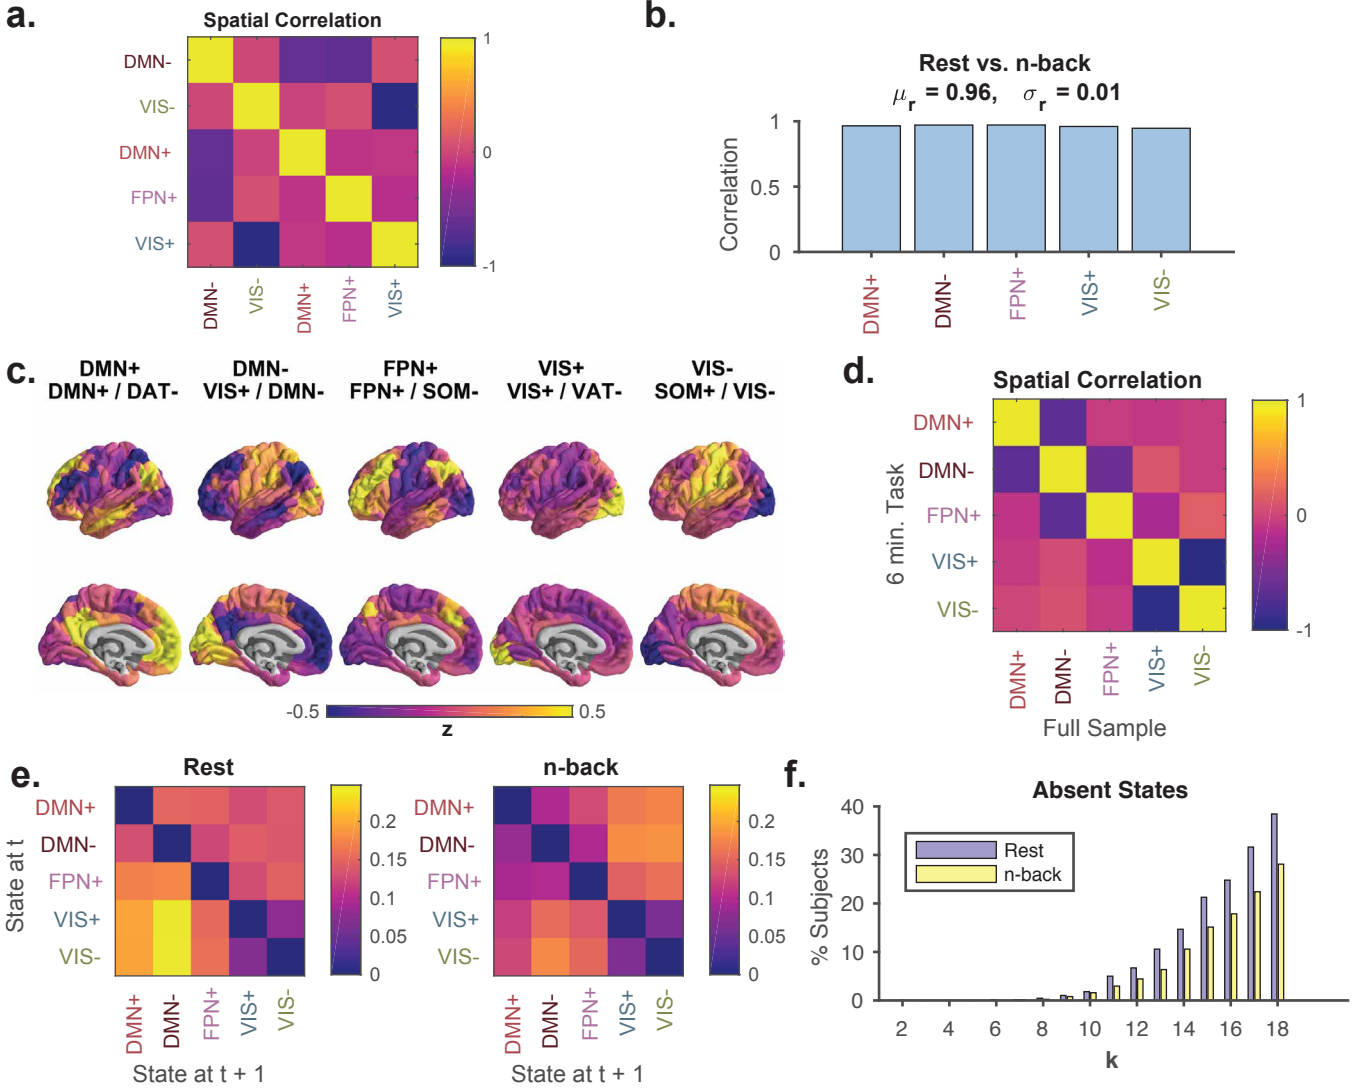 a.
Spatial Correlation
DMN-
VIS-
DMN+
FPN+
VIS+
DMN-
VIS-
DMN+
FPN+
VIS+
1
0
-1
b.
Rest vs. n-back
μr = 0.96, σr = 0.01
Correlation
1
0.5
0
DMN+
DMN-
FPN+
VIS+
VIS-
c.
DMN+
DMN+ / DAT-
DMN-
VIS+ / DMN-
FPN+
FPN+ / SOM-
VIS+
VIS+ / VAT-
VIS-
SOM+ / VIS-
-0.5
0.5
z
d.
Spatial Correlation
6 min. Task
DMN+
DMN-
FPN+
VIS+
VIS-
DMN+
DMN-
FPN+
VIS+
VIS-
Full Sample
1
0
-1
e.
Rest
State at t
DMN+
DMN-
FPN+
VIS+
VIS-
DMN+
DMN-
FPN+
VIS+
VIS-
State at t + 1
0.2
0.15
0.1
0.05
0
n-back
DMN+
DMN-
FPN+
VIS+
VIS-
DMN+
DMN-
FPN+
VIS+
VIS-
State at t + 1
0.2
0.15
0.1
0.05
0
f.
Absent States
% Subjects
40
30
20
10
0
Rest
n-back
2 4 6 8 10 12 14 16 18
k